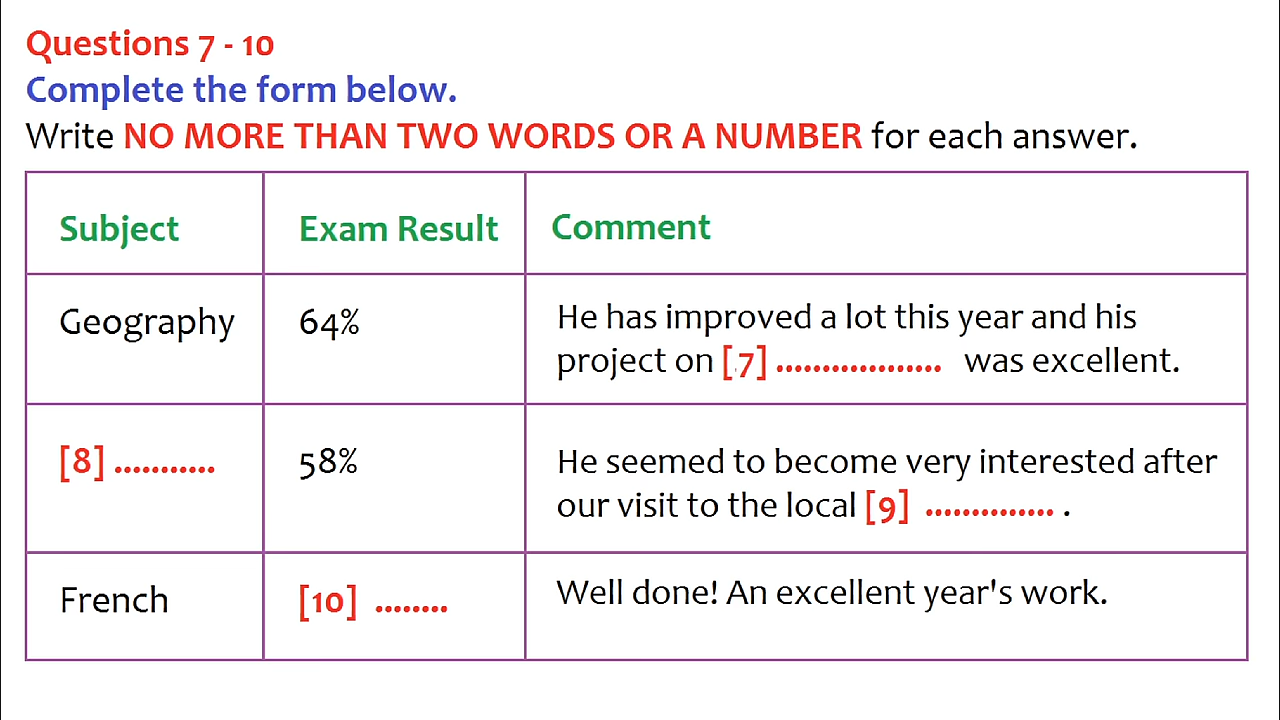 Questions 7 - 10
Complete the form below.
Write NO MORE THAN TWO WORDS OR A NUMBER for each answer.
Subject Exam Result Comment
Geography 64% He has improved a lot this year and his
project on [7] .................. was excellent.
[8] ........... 58% He seemed to become very interested after
our visit to the local [9] .............. .
French [10] ........ Well done! An excellent year's work.